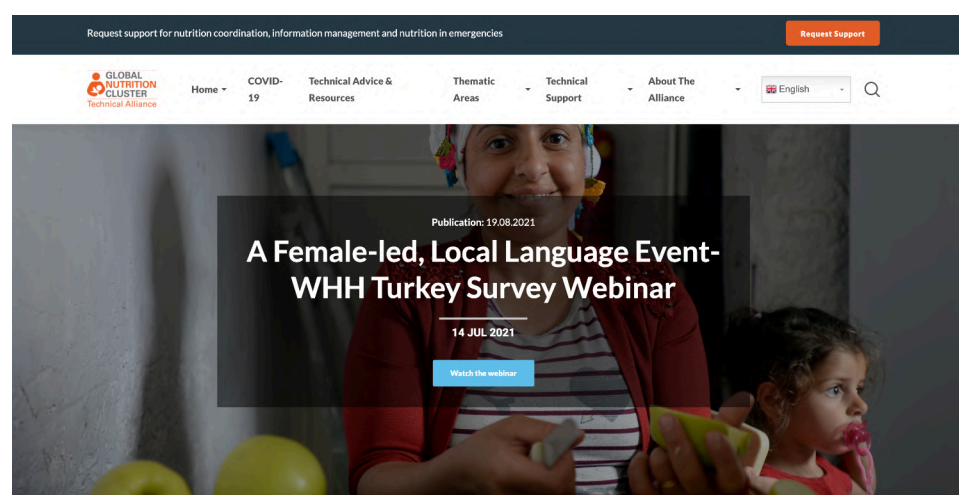 Request support for nutrition coordination, information management and nutrition in emergencies
Request Support
GLOBAL
NUTRITION
CLUSTER
Technical Alliance
Home
COVID-
19
Technical Advice &
Resources
Thematic
Areas
Technical
Support
About The
Alliance
English
Publication: 19.08.2021
A Female-led, Local Language Event-
WHH Turkey Survey Webinar
14 JUL 2021
Watch the webinar